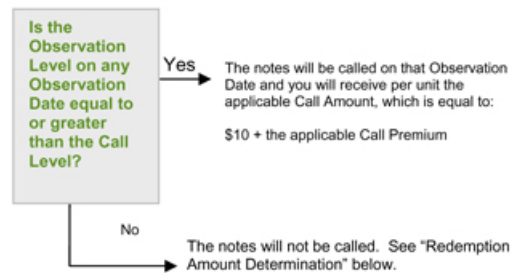 Is the
Observation
Level on any
Observation
Date equal to
or greater
than the Call
Level?
Yes
The notes will be called on that Observation
Date and you will receive per unit the
applicable Call Amount, which is equal to:
$10 + the applicable Call Premium
No
The notes will not be called. See “Redemption
Amount Determination” below.